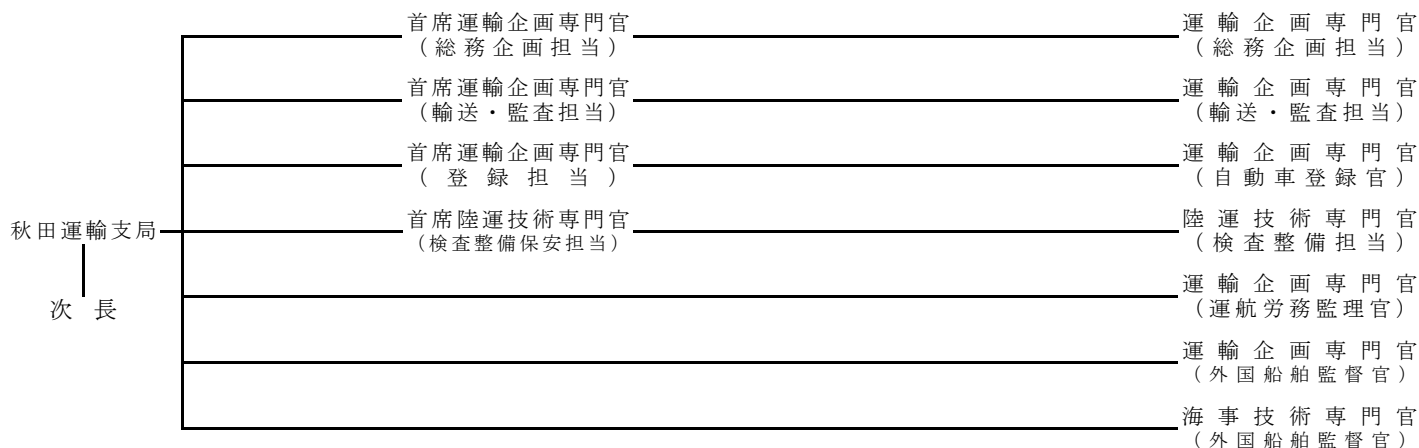 首席運輸企画専門官
(総務企画担当)
運輸企画専門官
(総務企画担当)
首席運輸企画専門官
(輸送・監査担当)
運輸企画専門官
(輸送・監査担当)
首席運輸企画専門官
(登録担当)
運輸企画専門官
(自動車登録官)
秋田運輸支局
次長
首席陸運技術専門官
(検査整備保安担当)
陸運技術専門官
(検査整備担当)
運輸企画専門官
(運航労務監理官)
運輸企画専門官
(外国船舶監督官)
海事技術専門官
(外国船舶監督官)